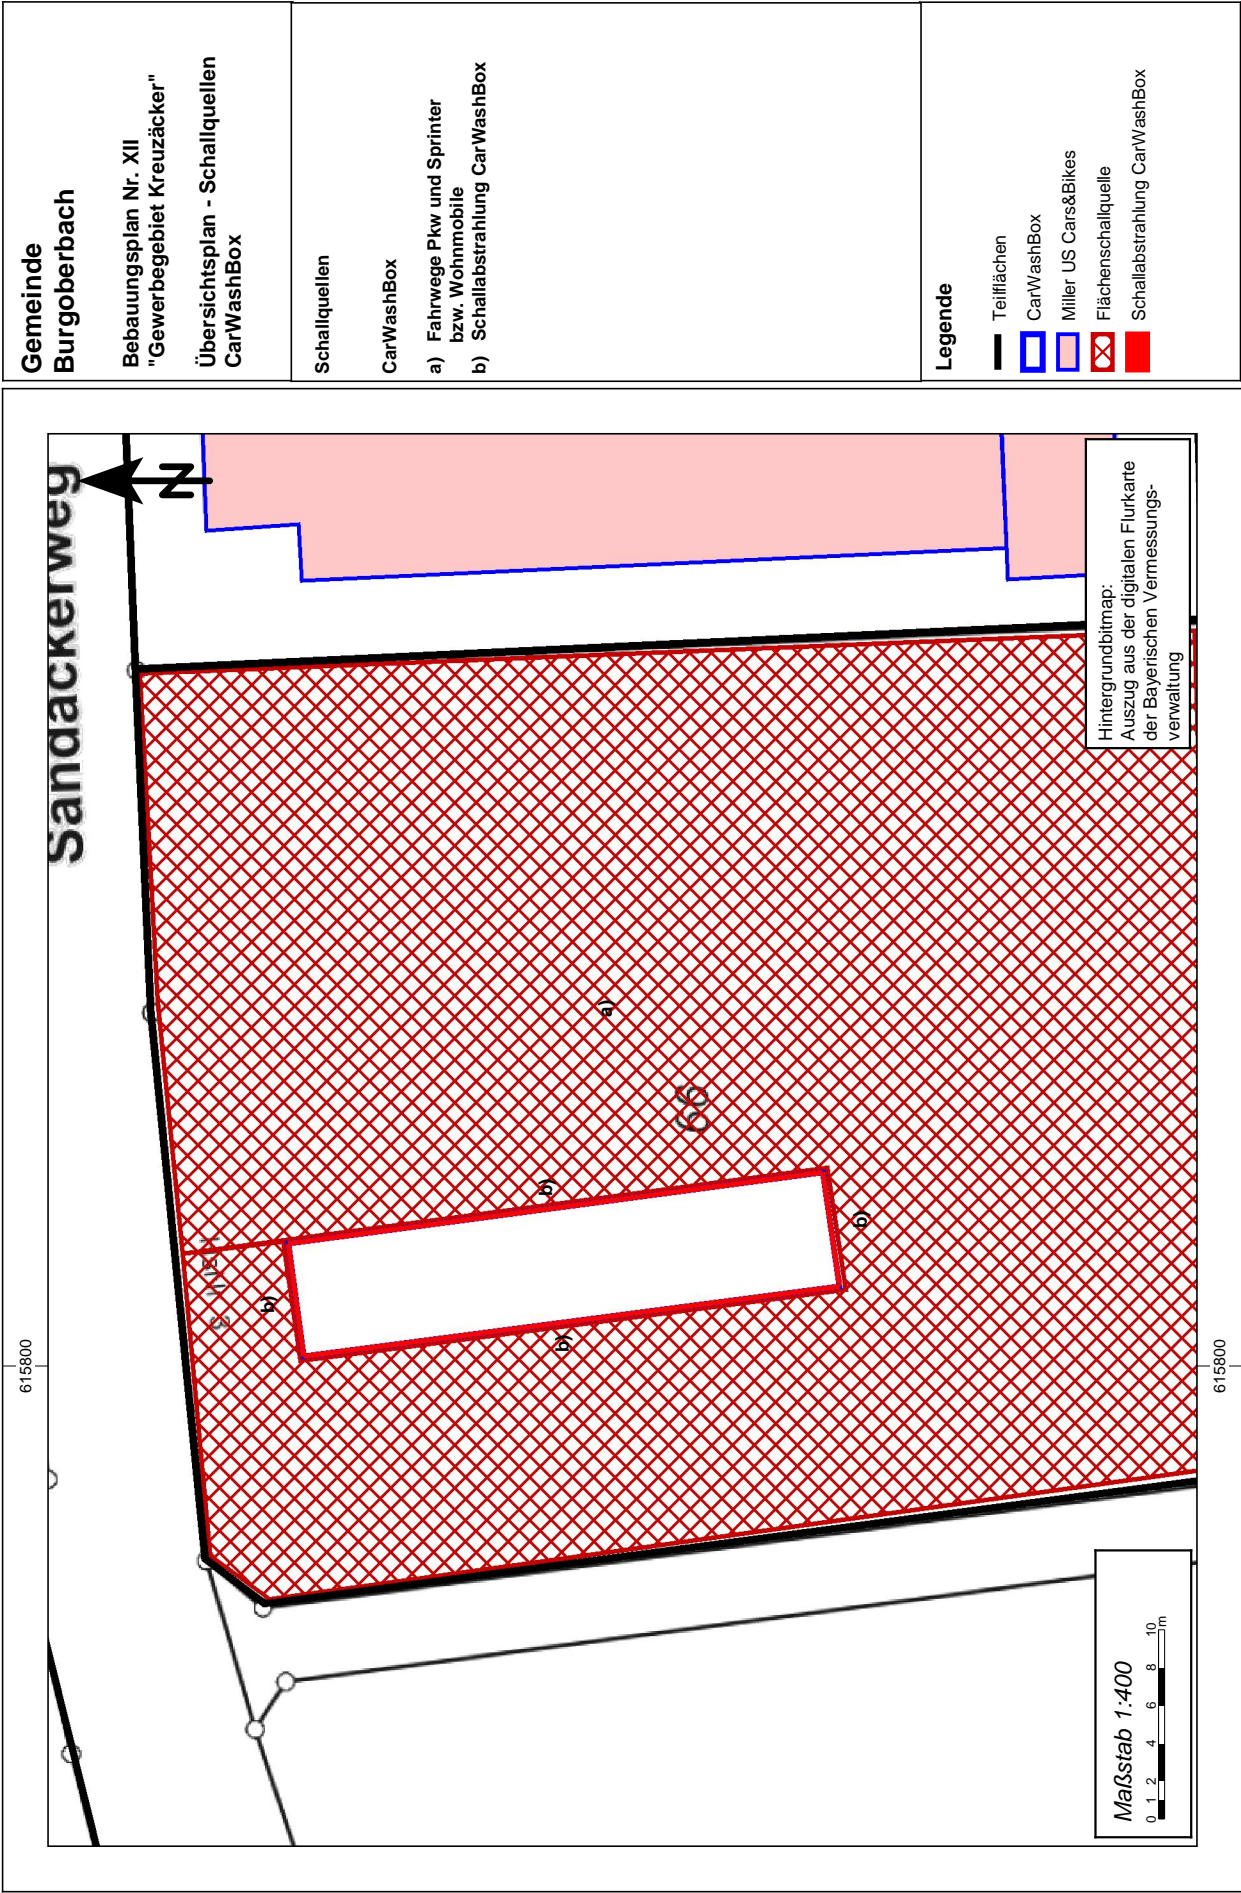 Gemeinde
Burgoberbach
Bebauungsplan Nr. XII
"Gewerbegebiet Kreuzäcker"
Übersichtsplan - Schallquellen
CarWashBox
Schallquellen
CarWashBox
a) Fahrwege Pkw und Sprinter
bzw. Wohnmobile
b) Schallabstrahlung CarWashBox
Legende
Teilflächen
CarWashBox
Miller US Cars&Bikes
Flächenschallquelle
Schallabstrahlung CarWashBox
Sandackerweg
N
615800
a)
66
b)
b)
b)
b)
Hintergrundbitmap:
Auszug aus der digitalen Flurkarte
der Bayerischen Vermessungs-
verwaltung
Maßstab 1:400
0 1 2 4 6 8 10
m
615800